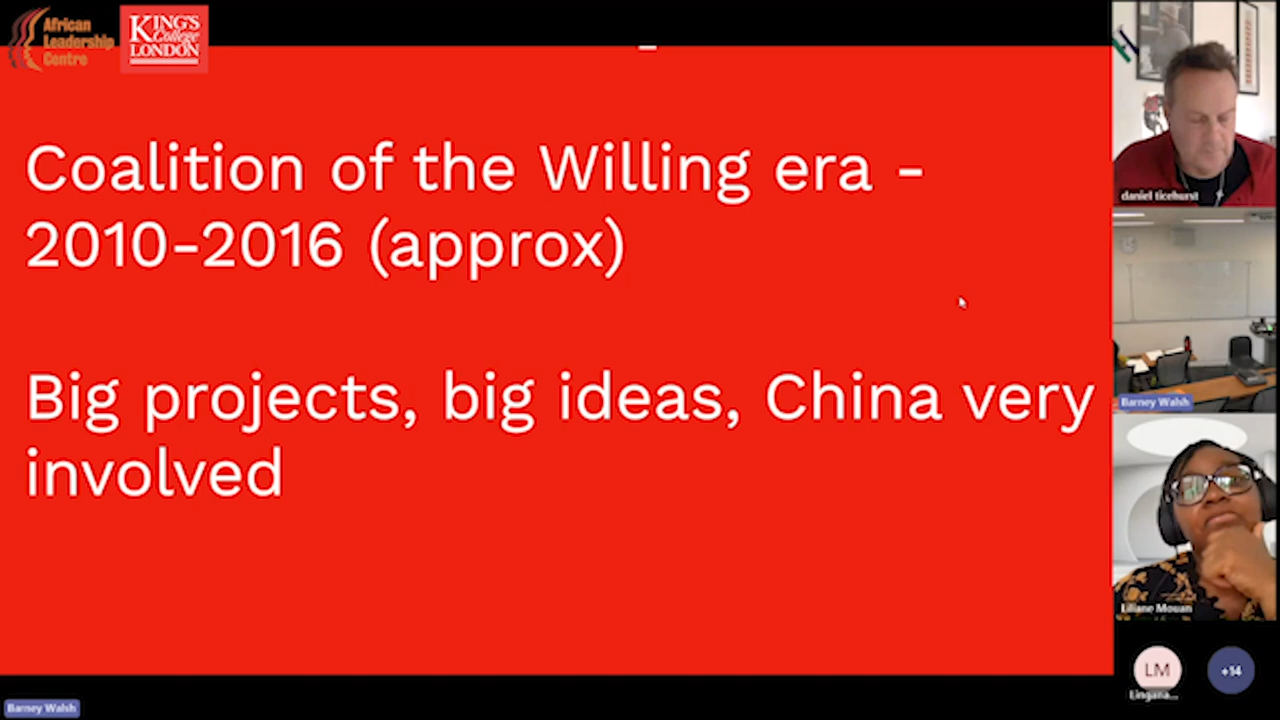 African
Leadership
Centre
KING'S
College
LONDON
Coalition of the Willing era -
2010-2016 (approx)
Big projects, big ideas, China very
involved
daniel ticehurst
Barney Walsh
Liliane Mouan
LM
+14
Lingana...
Barney Walsh